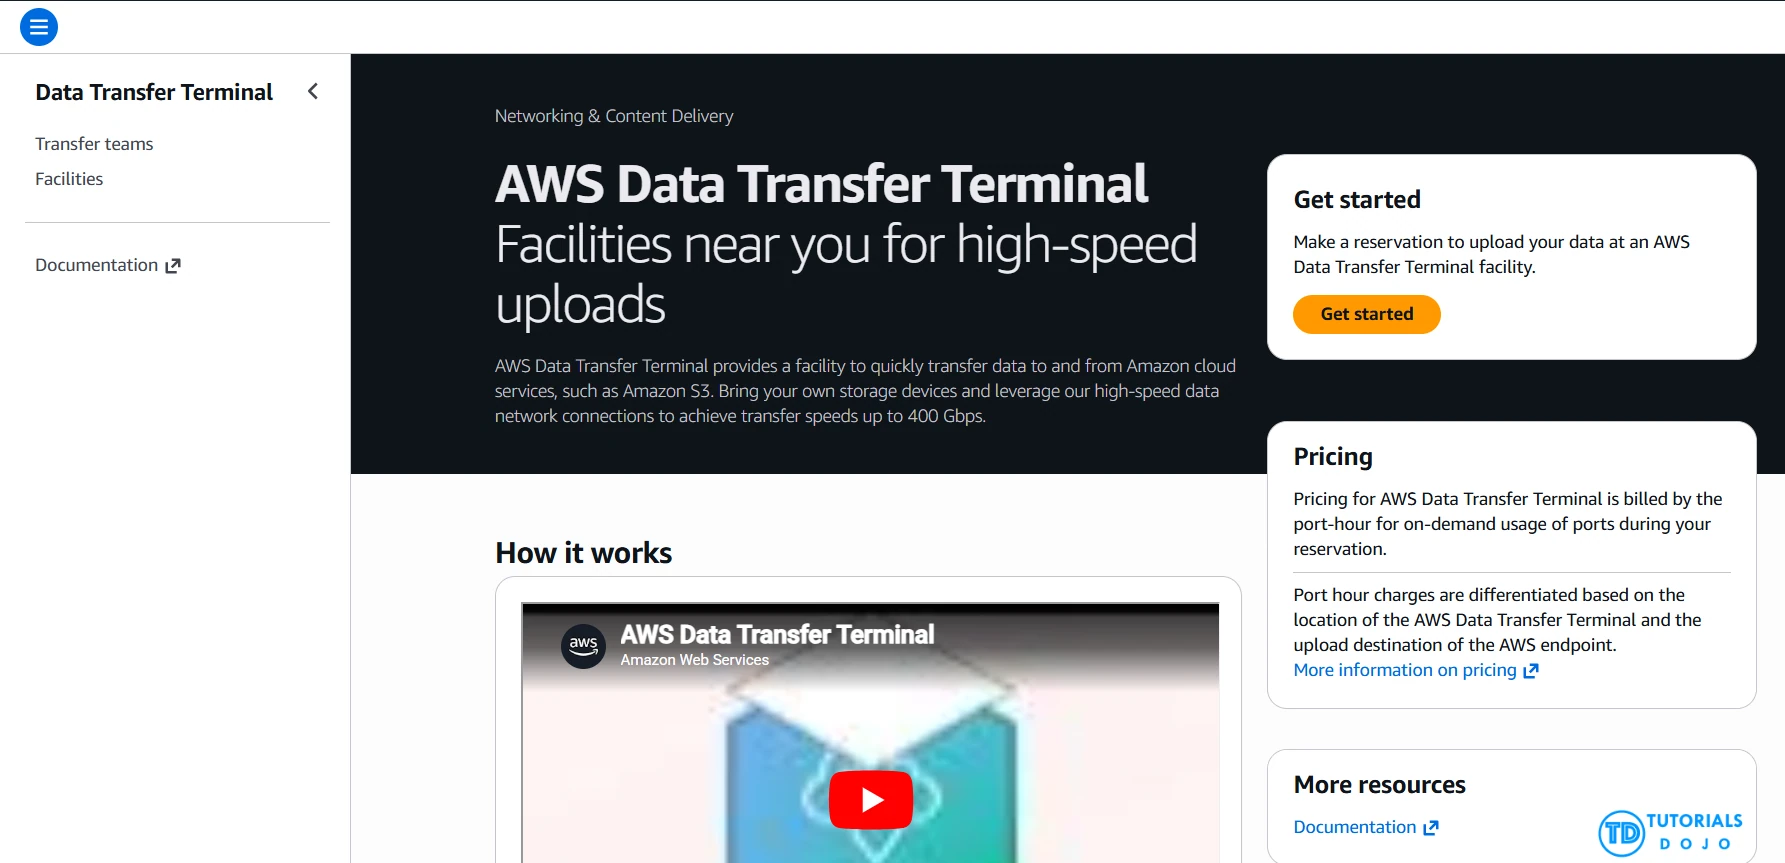 Data Transfer Terminal
Transfer teams
Facilities
Documentation
Networking & Content Delivery
AWS Data Transfer Terminal
Facilities near you for high-speed
uploads
AWS Data Transfer Terminal provides a facility to quickly transfer data to and from Amazon cloud
services, such as Amazon S3. Bring your own storage devices and leverage our high-speed data
network connections to achieve transfer speeds up to 400 Gbps.
Get started
Make a reservation to upload your data at an AWS
Data Transfer Terminal facility.
Get started
Pricing
Pricing for AWS Data Transfer Terminal is billed by the
port-hour for on-demand usage of ports during your
reservation.
Port hour charges are differentiated based on the
location of the AWS Data Transfer Terminal and the
upload destination of the AWS endpoint.
More information on pricing
How it works
aws
AWS Data Transfer Terminal
Amazon Web Services
More resources
Documentation
TD
TUTORIALS
DOJO